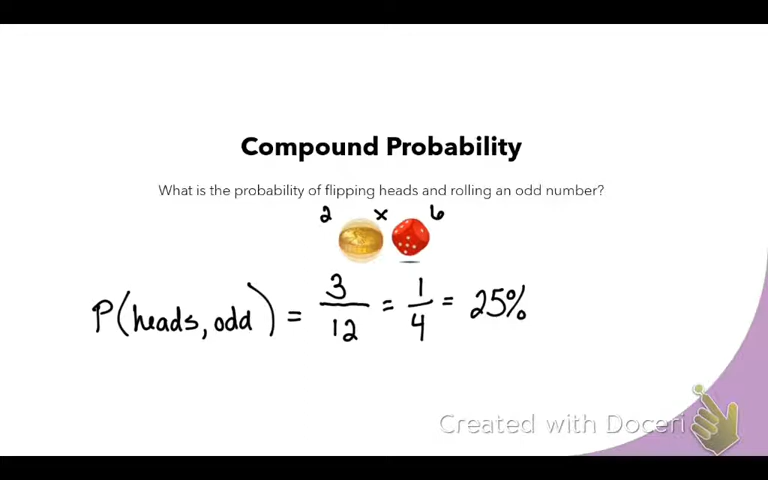 Compound Probability
What is the probability of flipping heads and rolling an odd number?
2 x 6
P(heads, odd) = 3/12 = 1/4 = 25%
Created with Doceri